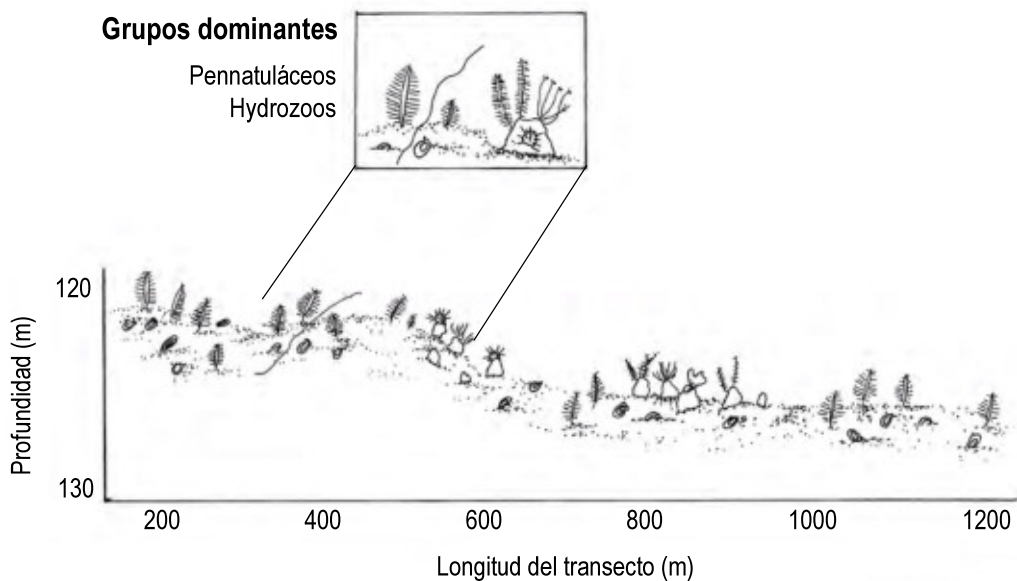 Grupos dominantes
Pennatuláceos
Hydrozoos
Profundidad (m)
120
130
200 400 600 800 1000 1200
Longitud del transecto (m)